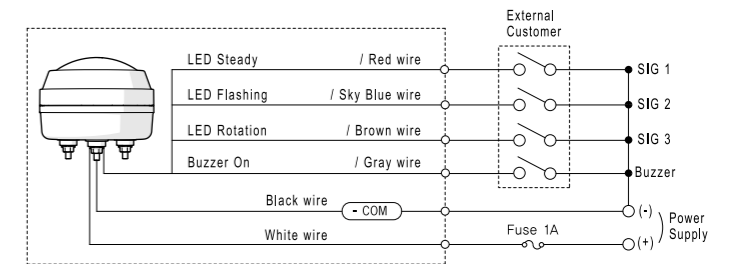 External
Customer
LED Steady / Red wire
SIG 1
LED Flashing / Sky Blue wire
SIG 2
LED Rotation / Brown wire
SIG 3
Buzzer On / Gray wire
Buzzer
Black wire
- COM
(-)
Power
Supply
White wire
Fuse 1A
(+)